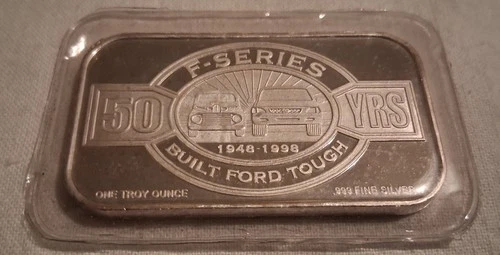 F-SERIES
50 YRS
1948-1998
BUILT FORD TOUGH
ONE TROY OUNCE .999 FINE SILVER